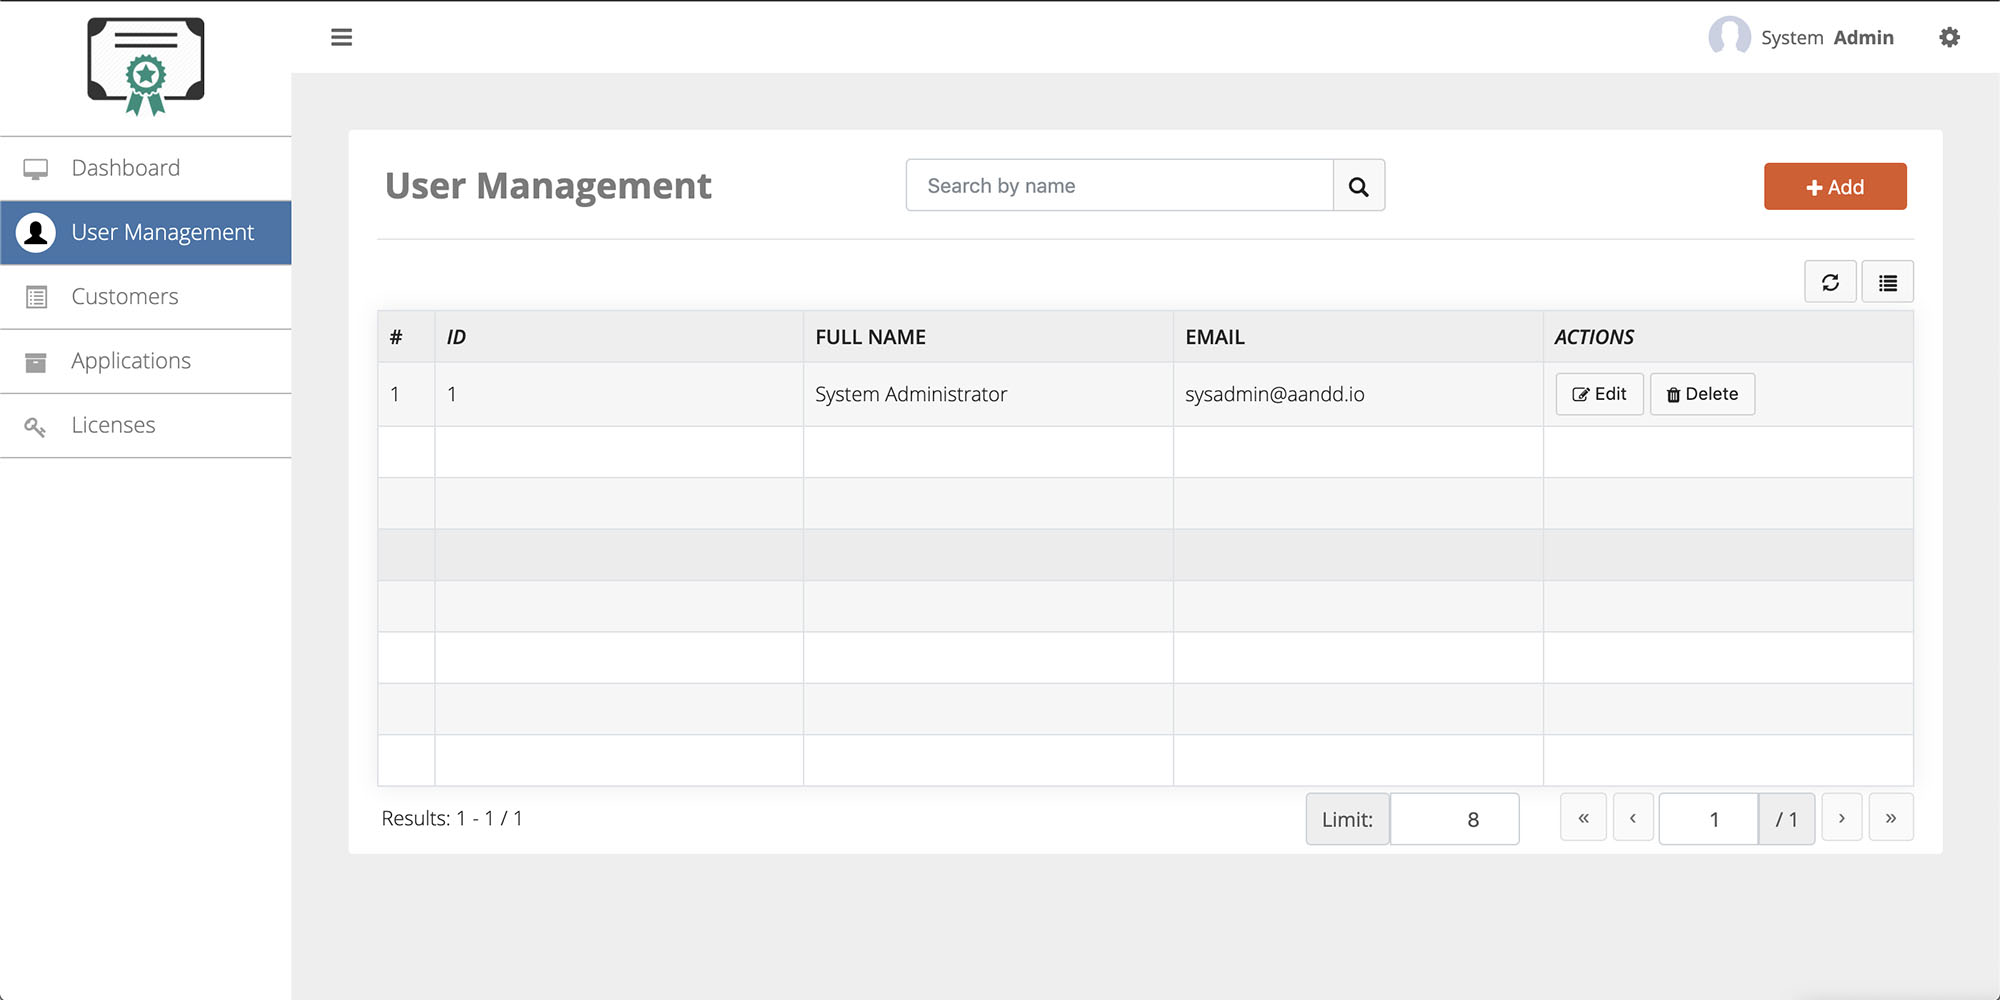 System Admin
Dashboard
User Management
Customers
Applications
Licenses
User Management
Search by name
Add
# ID FULL NAME EMAIL ACTIONS
1 1 System Administrator sysadmin@aandd.io Edit Delete
Results: 1 - 1 / 1
Limit: 8 « ‹ 1 / 1 › »